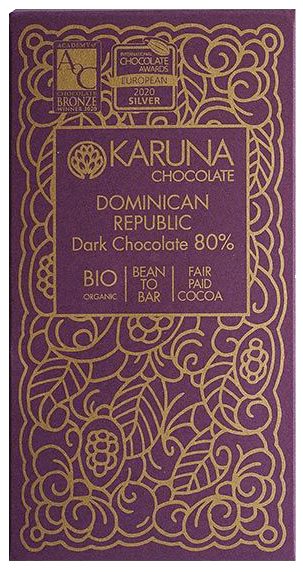 ACADEMY of
AC
CHOCOLATE
BRONZE
WINNER 2020
INTERNATIONAL
CHOCOLATE
AWARDS
EUROPEAN
2020
SILVER
KARUNA
CHOCOLATE
DOMINICAN
REPUBLIC
Dark Chocolate 80%
BIO
ORGANIC
BEAN
TO
BAR
FAIR
PAID
COCOA